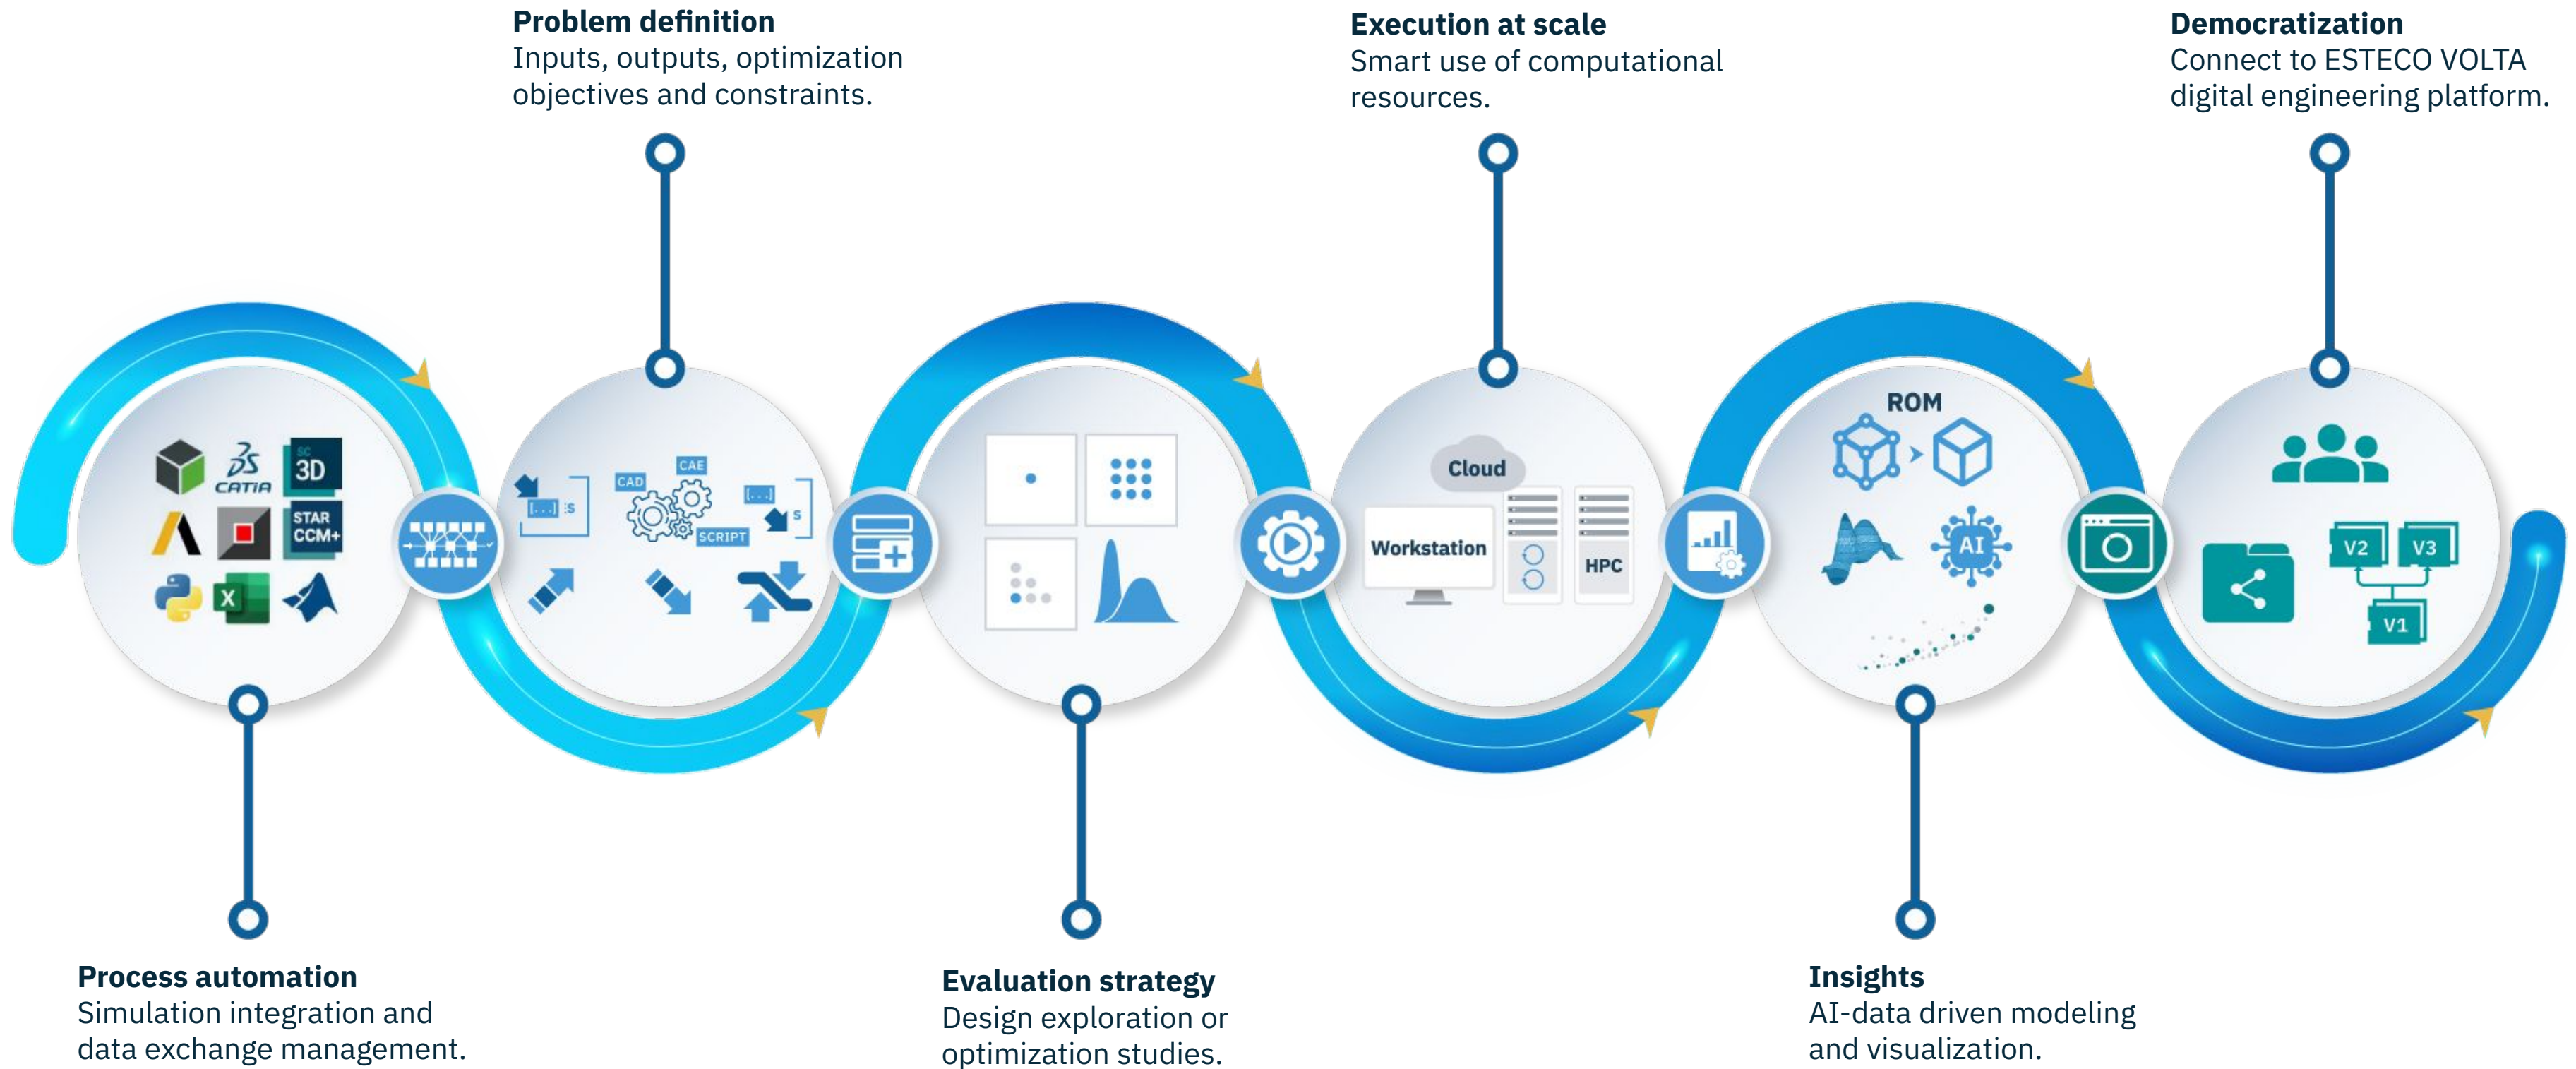 Problem definition
Inputs, outputs, optimization
objectives and constraints.
Execution at scale
Smart use of computational
resources.
Democratization
Connect to ESTECO VOLTA
digital engineering platform.
DS
CATIA
SC
3D
STAR
CCM+
X
[...]
S
CAD
CAE
SCRIPT
[...]
S
Cloud
Workstation
HPC
ROM
AI
V2
V3
V1
Process automation
Simulation integration and
data exchange management.
Evaluation strategy
Design exploration or
optimization studies.
Insights
AI-data driven modeling
and visualization.